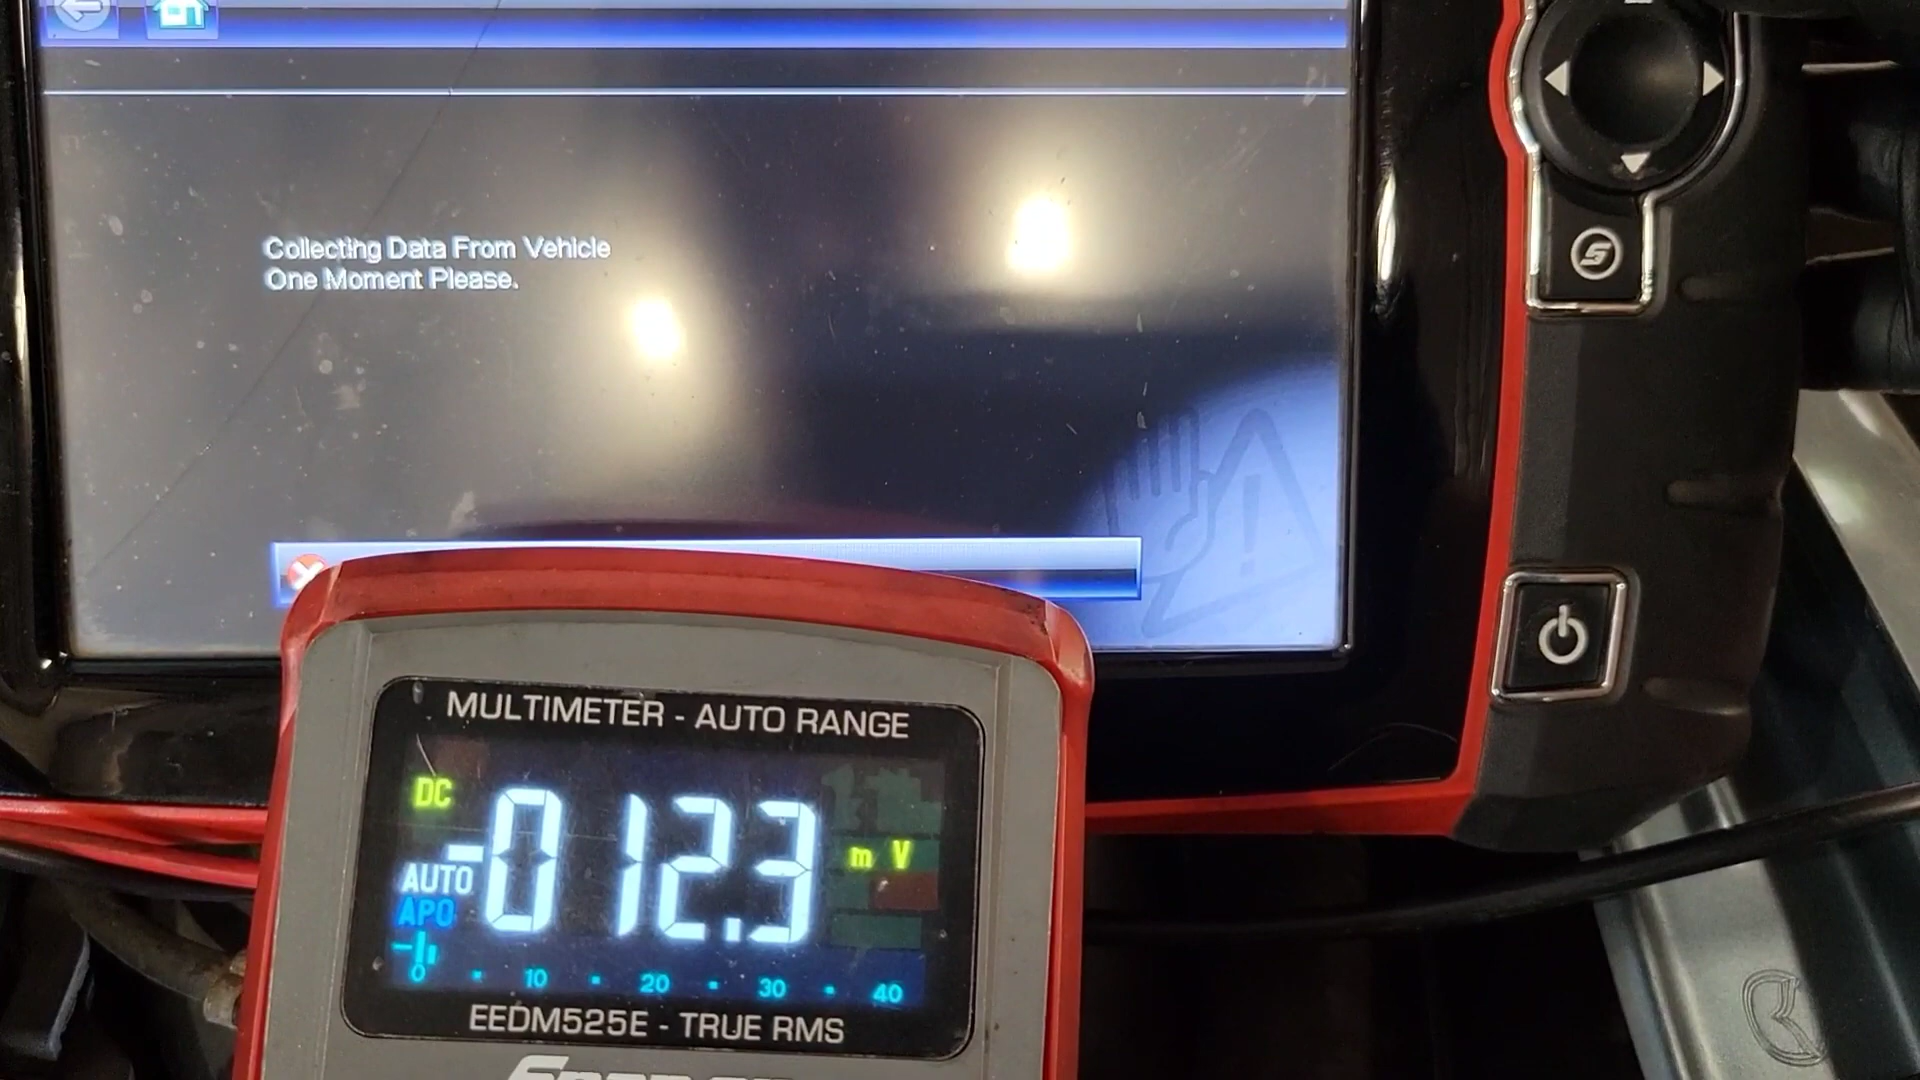 Collecting Data From Vehicle
One Moment Please.
MULTIMETER - AUTO RANGE
DC
-012.3
m V
AUTO
APO
0 10 20 30 40
EEDM525E - TRUE RMS